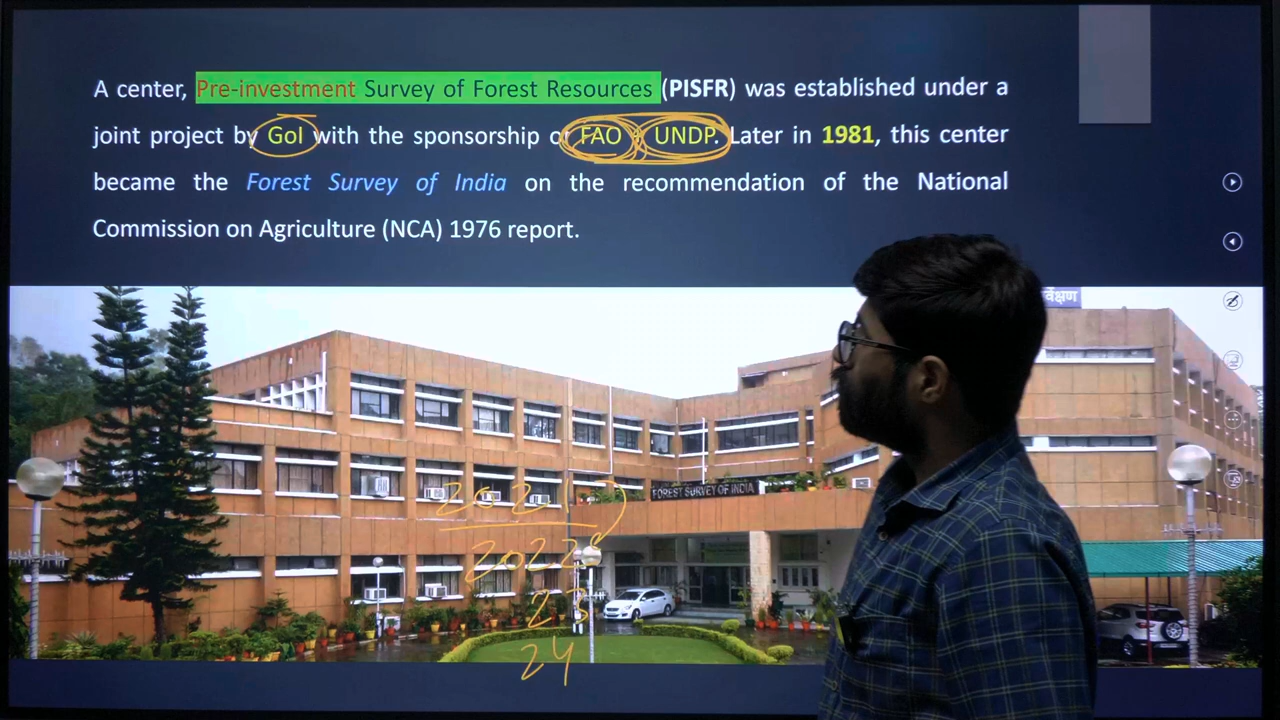 A center, Pre-investment Survey of Forest Resources (PISFR) was established under a
joint project by GoI with the sponsorship of FAO - UNDP. Later in 1981, this center
became the Forest Survey of India on the recommendation of the National
Commission on Agriculture (NCA) 1976 report.
FOREST SURVEY OF INDIA
2021
2022
23
24